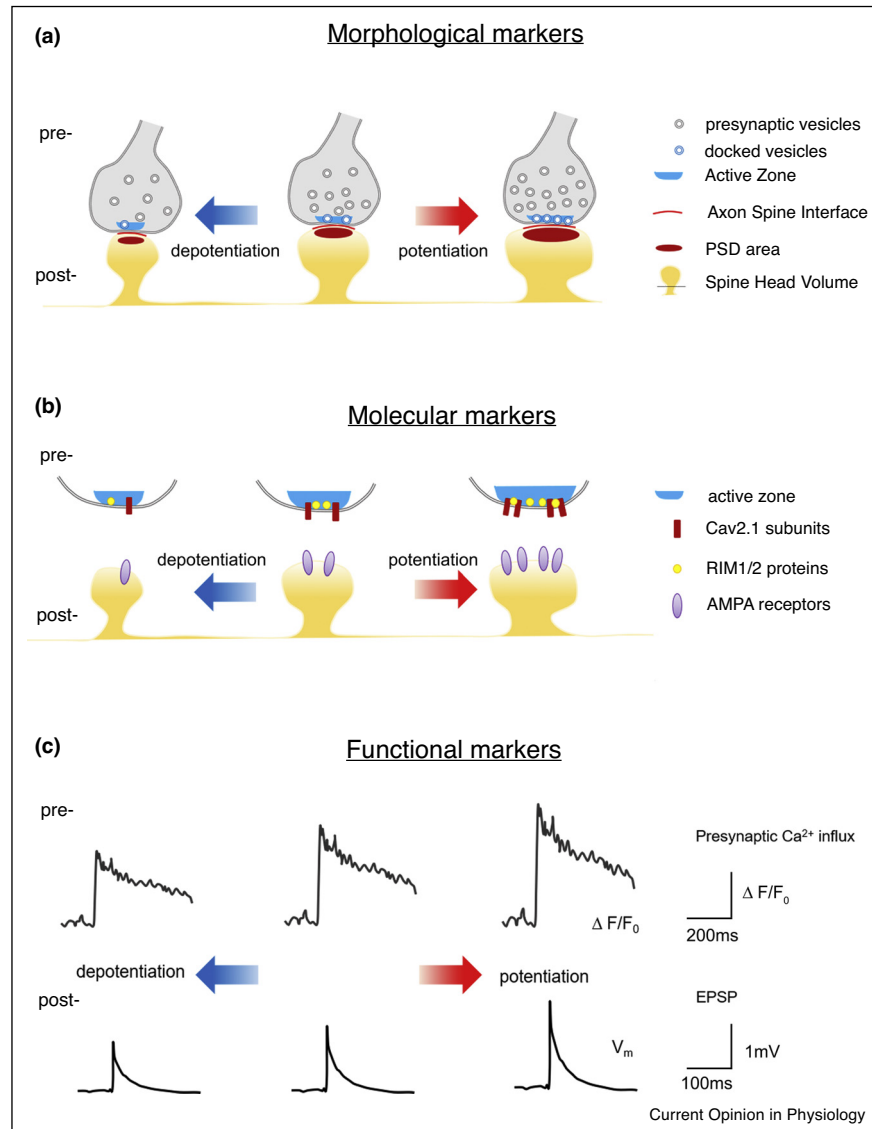 (a)
Morphological markers
pre-
presynaptic vesicles
docked vesicles
Active Zone
Axon Spine Interface
depotentiation
potentiation
PSD area
post-
Spine Head Volume
(b)
Molecular markers
pre-
active zone
Cav2.1 subunits
depotentiation
potentiation
RIM1/2 proteins
AMPA receptors
post-
(c)
Functional markers
pre-
Presynaptic Ca²⁺ influx
Δ F/F₀
Δ F/F₀
200ms
depotentiation
potentiation
post-
EPSP
Vₘ
1mV
100ms
Current Opinion in Physiology